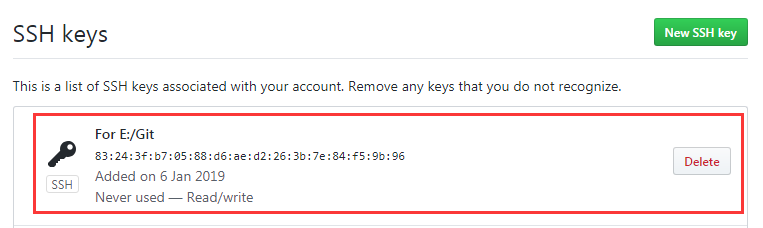 SSH keys
New SSH key
This is a list of SSH keys associated with your account. Remove any keys that you do not recognize.
For E:/Git
83:24:3f:b7:05:88:d6:ae:d2:26:3b:7e:84:f5:9b:96
Added on 6 Jan 2019
Never used — Read/write
SSH
Delete